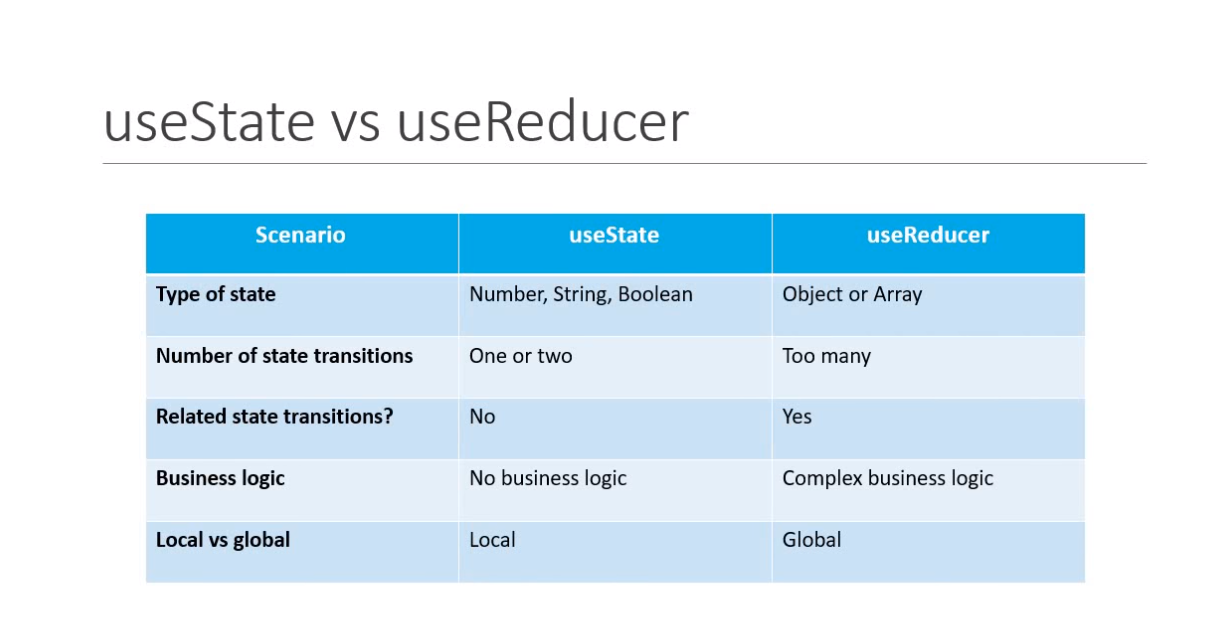 useState vs useReducer
Scenario useState useReducer
Type of state Number, String, Boolean Object or Array
Number of state transitions One or two Too many
Related state transitions? No Yes
Business logic No business logic Complex business logic
Local vs global Local Global